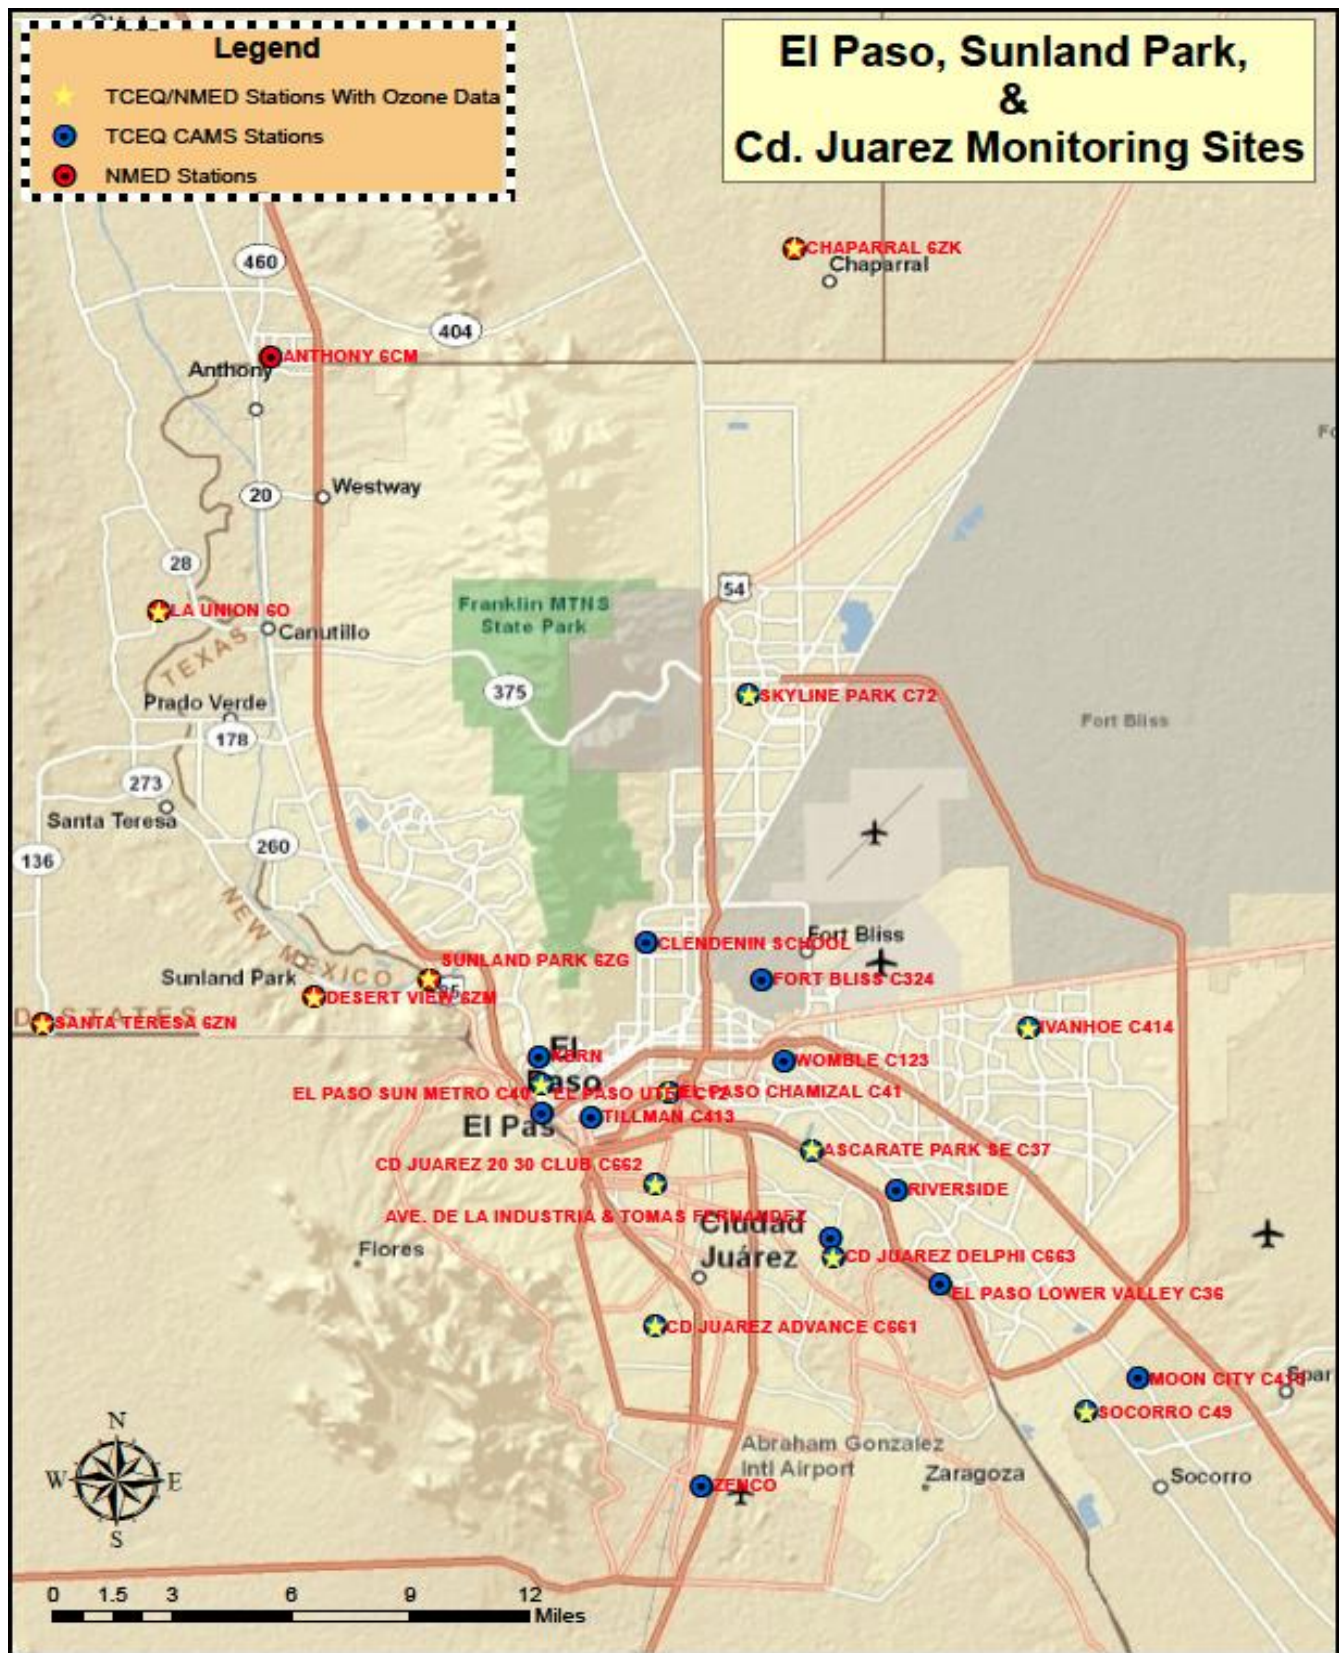 Legend
TCEQ/NMED Stations With Ozone Data
TCEQ CAMS Stations
NMED Stations
El Paso, Sunland Park,
&
Cd. Juarez Monitoring Sites
CHAPARRAL 6ZK
Chaparral
460
404
ANTHONY 6CM
Anthony
20
Westway
28
54
Franklin MTNS
State Park
LA UNION 6O
Canutillo
TEXAS
375
SKYLINE PARK C72
Prado Verde
Fort Bliss
178
273
Santa Teresa
260
136
NEW MEXICO
CLENDENIN SCHOOL
Fort Bliss
SUNLAND PARK 6ZG
Sunland Park
FORT BLISS C324
DESERT VIEW 6ZM
SANTA TERESA 6ZN
IVANHOE C414
KERN
El
Paso
WOMBLE C123
EL PASO SUN METRO C40
EL PASO UTEP C12
EL PASO CHAMIZAL C41
TILLMAN C413
El Pas
ASCARATE PARK SE C37
CD JUAREZ 20 30 CLUB C662
RIVERSIDE
AVE. DE LA INDUSTRIA & TOMAS FERNANDEZ
Ciudad
Juárez
Flores
CD JUAREZ DELPHI C663
EL PASO LOWER VALLEY C36
CD JUAREZ ADVANCE C661
MOON CITY
Spar
SOCORRO C49
Abraham Gonzalez
Intl Airport
Zaragoza
Socorro
ZENCO
N
W
E
S
0 1.5 3 6 9 12
Miles